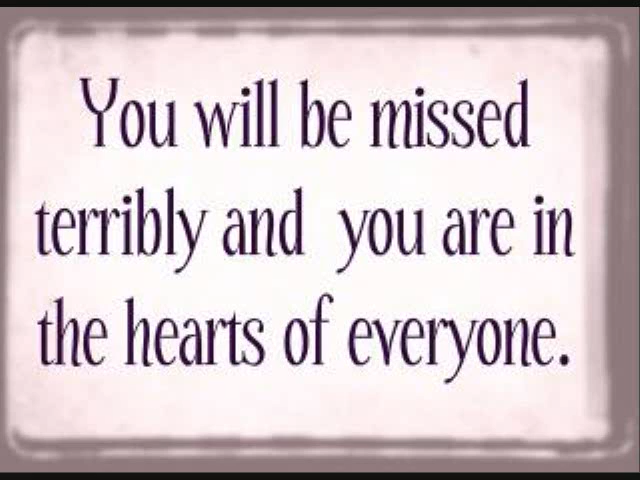 You will be missed
terribly and you are in
the hearts of everyone.